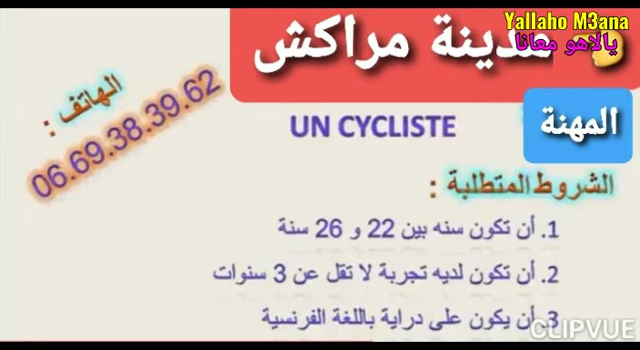 Yallaho M3ana
يالاهو معانا
مدينة مراكش
الهاتف :
06.69.38.39.62
UN CYCLISTE
المهنة
الشروط المتطلبة :
1. أن تكون سنه بين 22 و 26 سنة
2. أن تكون لديه تجربة لا تقل عن 3 سنوات
3. أن يكون على دراية باللغة الفرنسية
CLIPVUE